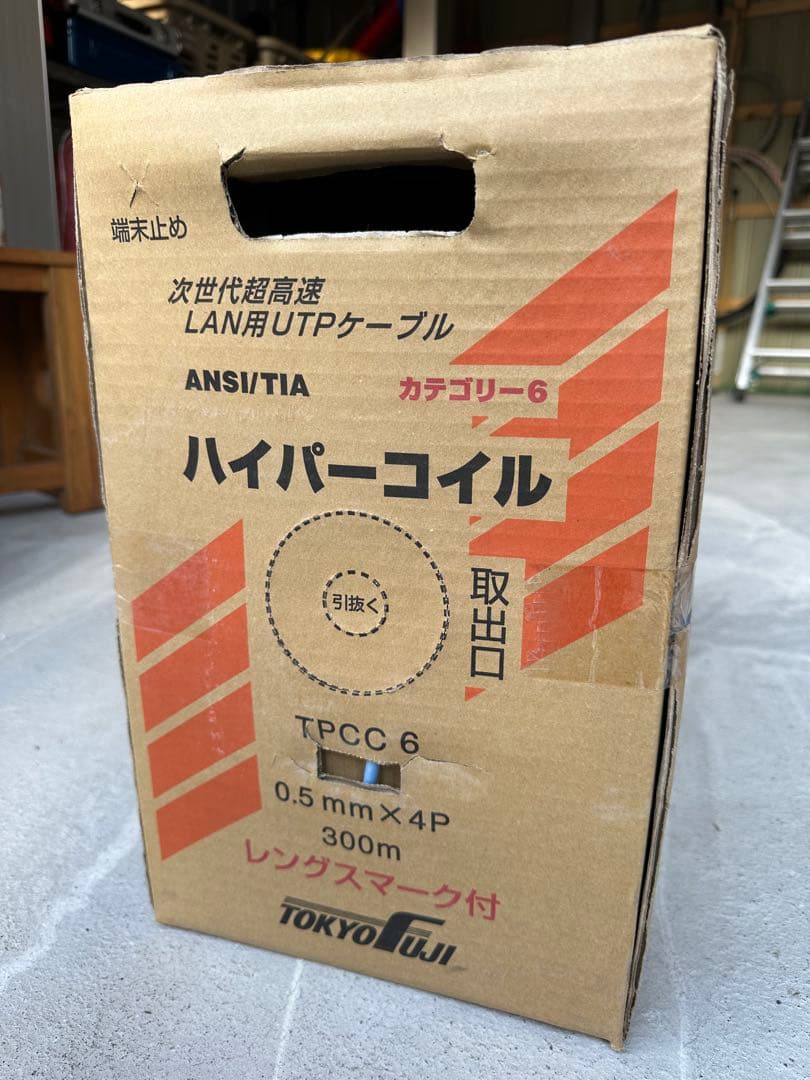 端末止め
次世代超高速
LAN用UTPケーブル
ANSI/TIA
カテゴリー6
ハイパーコイル
引抜く
取出口
TPCC 6
0.5mm×4P
300m
レングスマーク付
TOKYO FUJI